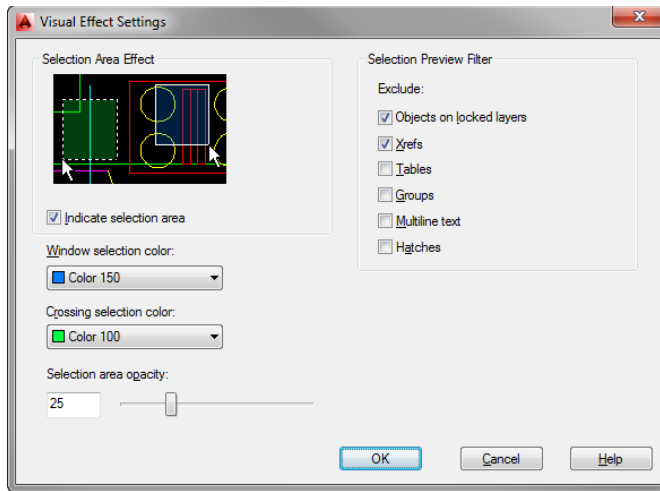 Visual Effect Settings
Selection Area Effect
Indicate selection area
Window selection color:
Color 150
Crossing selection color:
Color 100
Selection area opacity:
25
Selection Preview Filter
Exclude:
Objects on locked layers
Xrefs
Tables
Groups
Multiline text
Hatches
OK
Cancel
Help